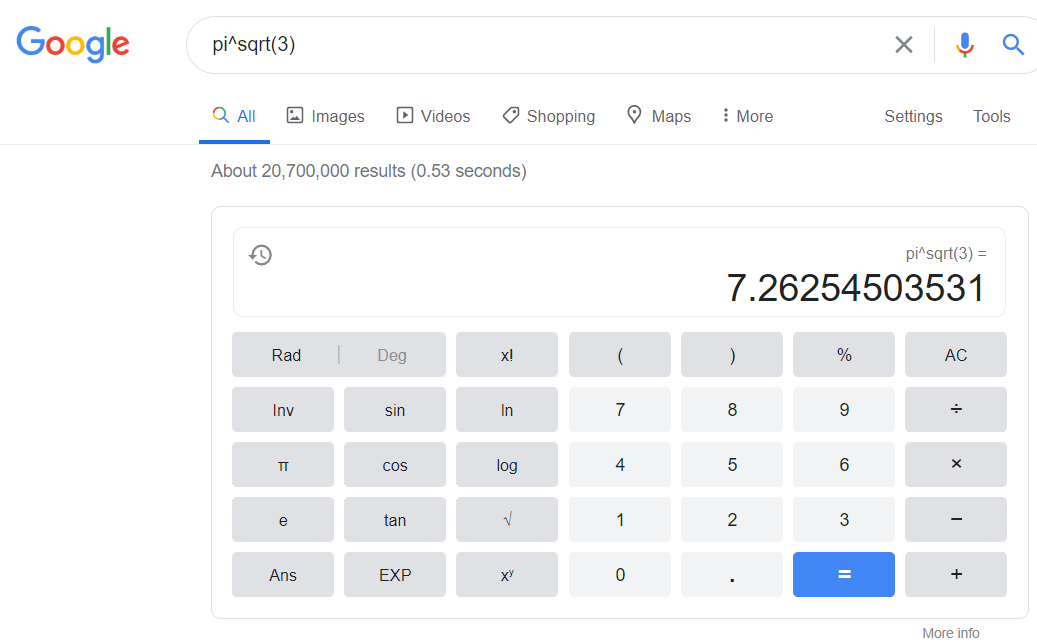 Google pi^sqrt(3)
All Images Videos Shopping Maps More Settings Tools
About 20,700,000 results (0.53 seconds)
pi^sqrt(3) =
7.26254503531
Rad | Deg x! ( ) % AC
Inv sin ln 7 8 9 ÷
π cos log 4 5 6 ×
e tan √ 1 2 3 −
Ans EXP xʸ 0 . = +
More info